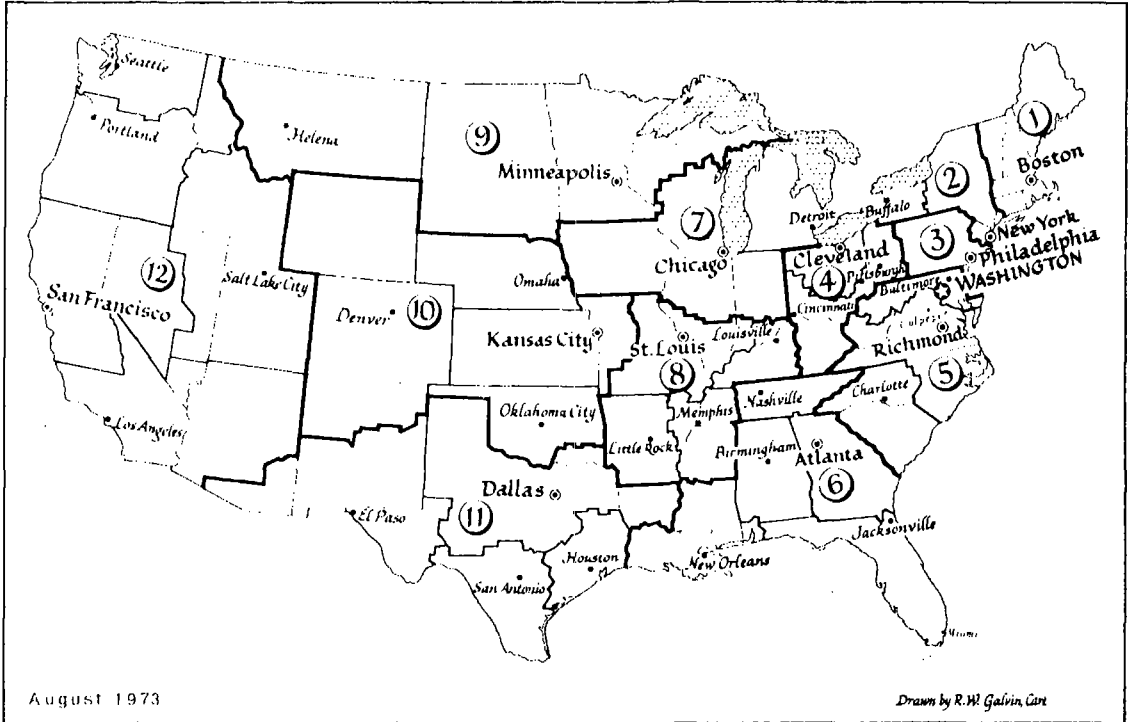 Seattle
Portland
Helena
9
Minneapolis
1
Boston
2
Buffalo
Detroit
7
New York
3
Philadelphia
Cleveland
Chicago
4
Pittsburgh
WASHINGTON
Baltimore
12
Salt Lake City
Omaha
Cincinnati
San Francisco
Denver
10
Kansas City
St. Louis
Louisville
Culpeper
Richmond
8
5
Nashville
Charlotte
Los Angeles
Oklahoma City
Memphis
Little Rock
Birmingham
Atlanta
6
Dallas
El Paso
11
Jacksonville
Houston
New Orleans
San Antonio
Miami
August 1973
Drawn by R.W. Galvin, Cart